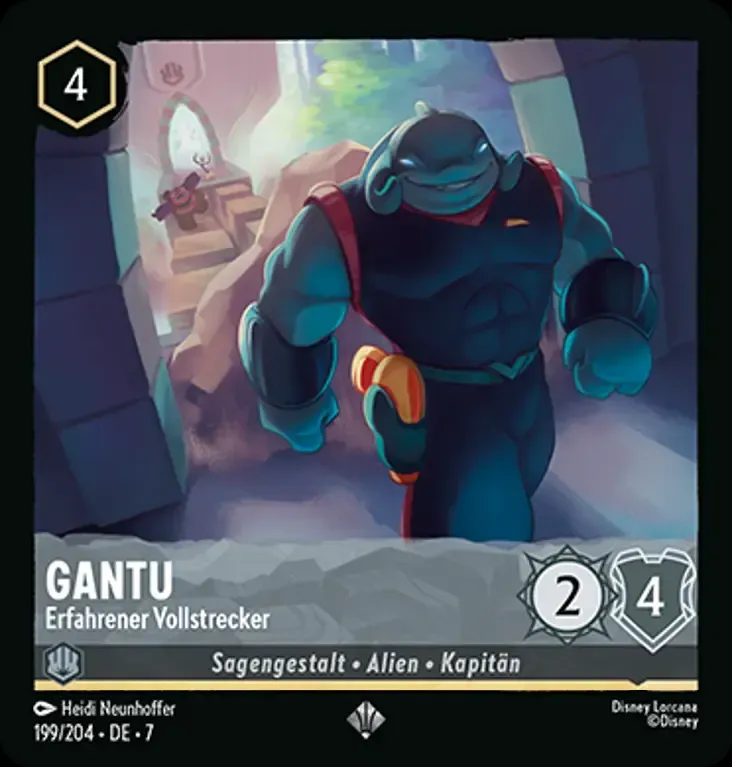 4
GANTU
Erfahrener Vollstrecker
2
4
Sagengestalt • Alien • Kapitän
Heidi Neunhoffer
199/204 • DE • 7
Disney Lorcana
©Disney